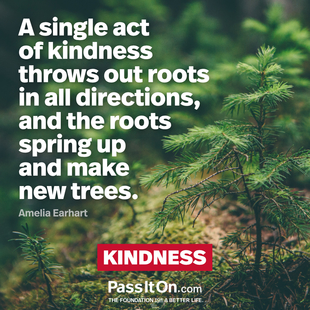 A single act
of kindness
throws out roots
in all directions,
and the roots
spring up
and make
new trees.
Amelia Earhart
KINDNESS
PassItOn.com
THE FOUNDATION FOR A BETTER LIFE